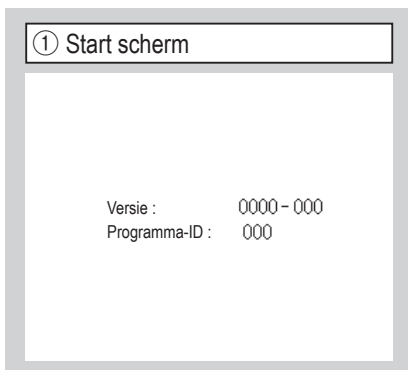 ① Start scherm
Versie : 0000-000
Programma-ID : 000